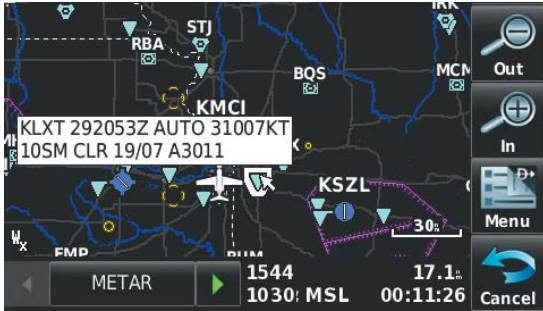 IRK
STJ
RBA
BQS
MCM
Out
KMCI
KLXT 292053Z AUTO 31007KT
10SM CLR 19/07 A3011
In
KSZL
Menu
30
Wx
EMP
BUM
METAR
1544
17.1
1030 MSL
00:11:26
Cancel